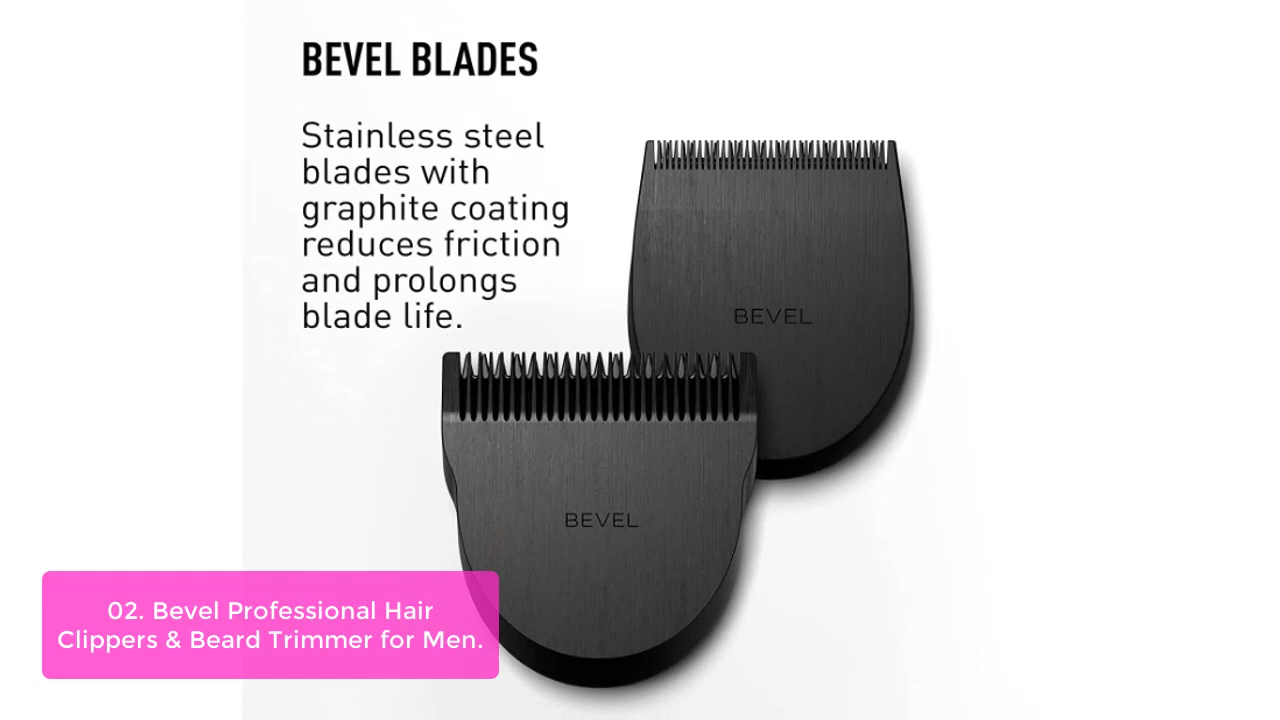 BEVEL BLADES
Stainless steel
blades with
graphite coating
reduces friction
and prolongs
blade life.
BEVEL
BEVEL
02. Bevel Professional Hair
Clippers & Beard Trimmer for Men.